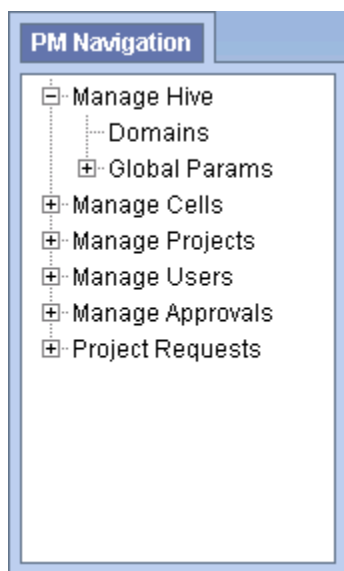 PM Navigation
Manage Hive
Domains
Global Params
Manage Cells
Manage Projects
Manage Users
Manage Approvals
Project Requests